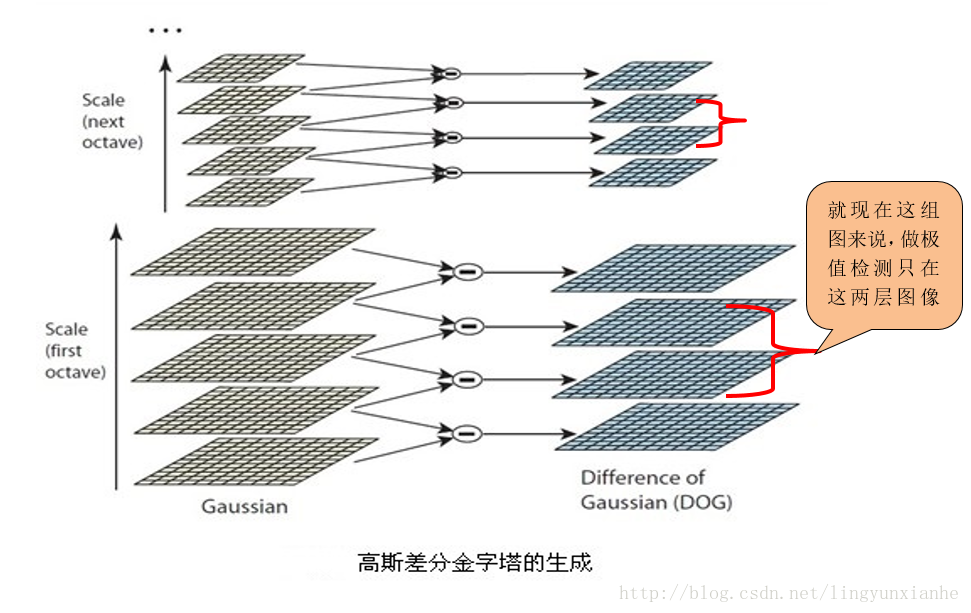 ...
Scale
(next
octave)
就现在这组
图来说，做极
值检测只在
这两层图像
Scale
(first
octave)
Gaussian
Difference of
Gaussian (DOG)
高斯差分金字塔的生成
http://blog.csdn.net/lingyunxianhe